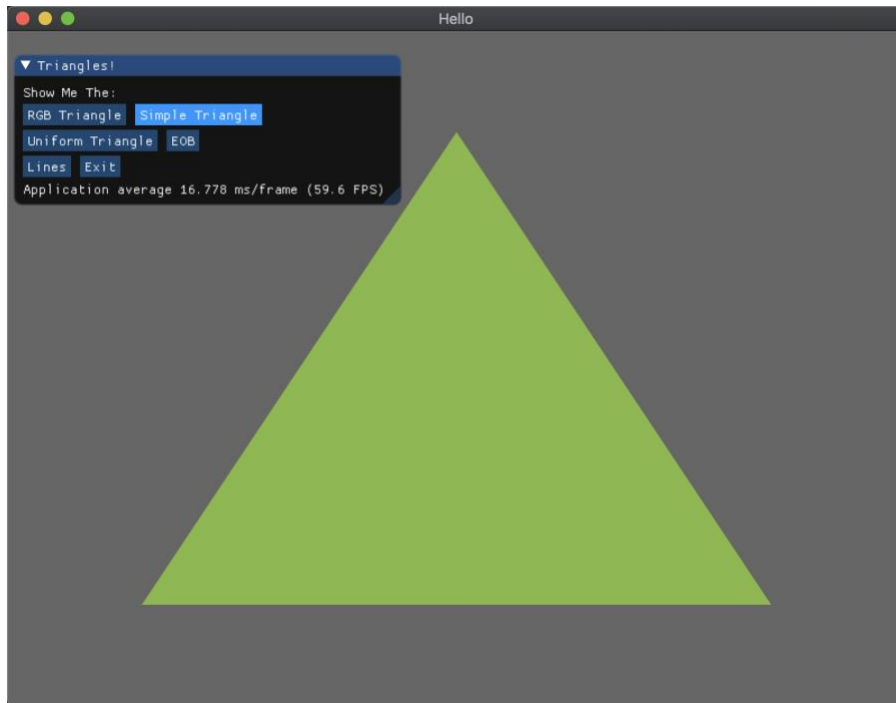 Hello
Triangles!
Show Me The:
RGB Triangle Simple Triangle
Uniform Triangle EOB
Lines Exit
Application average 16.778 ms/frame (59.6 FPS)